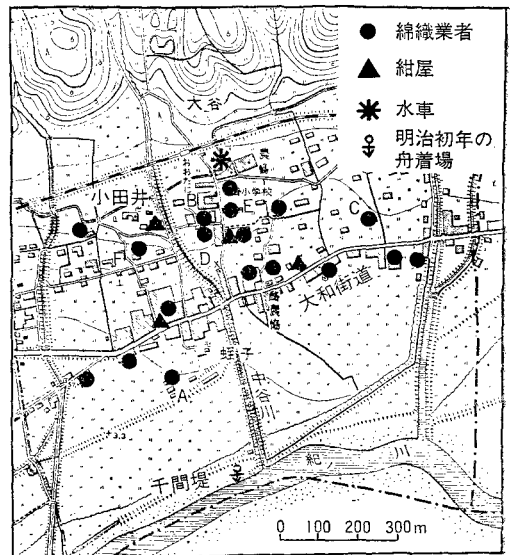 綿織業者
紺屋
水車
明治初年の
舟着場
大谷
小田井
小学校
B
E
C
D
大和街道
蛭子
中谷川
A
千間堤
紀ノ川
0 100 200 300m